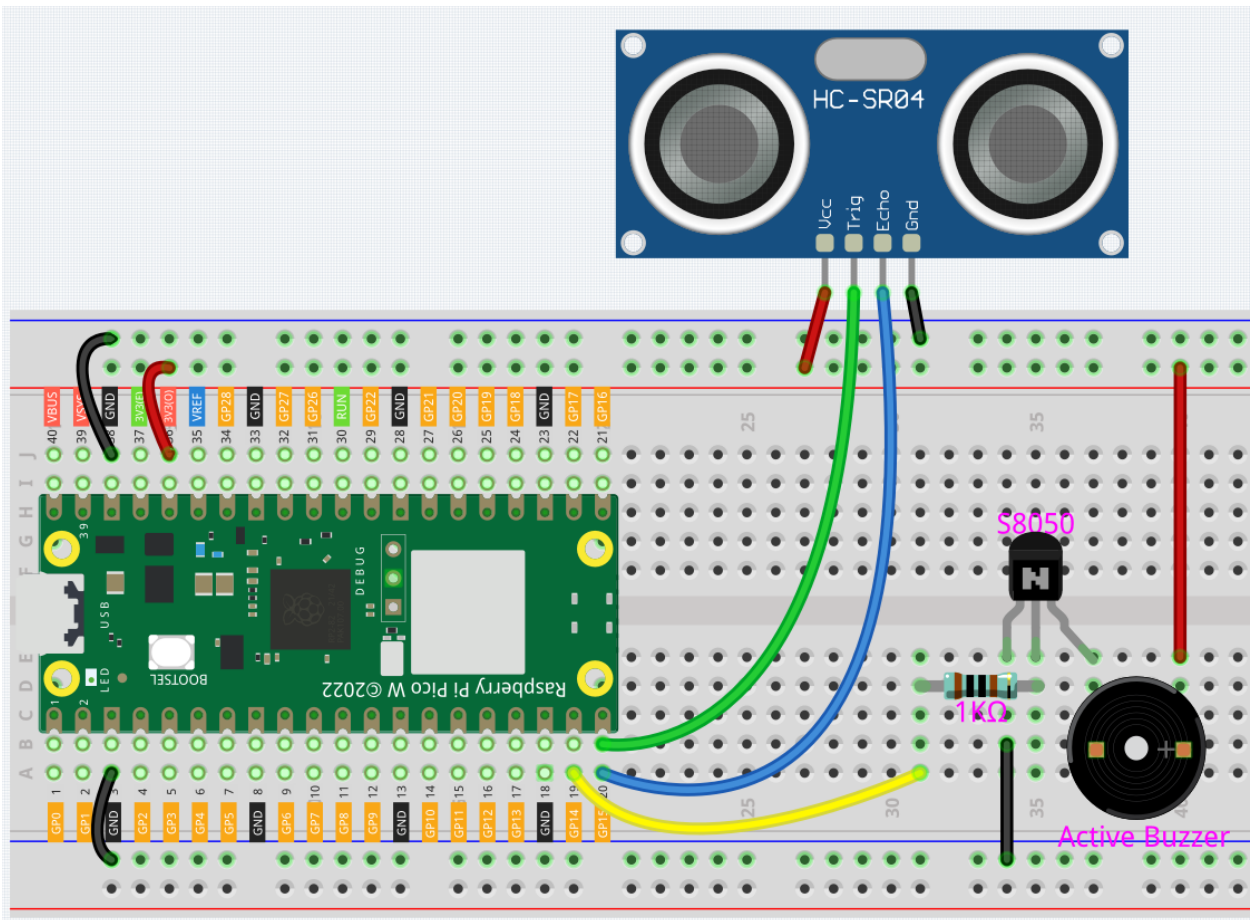 HC-SR04
Vcc
Trig
Echo
Gnd
VBUS
GND
3V3(O)
VREF
GP28
GND
GP27
GP26
RUN
GP22
GND
GP21
GP20
GP19
GP18
GND
GP17
GP16
40 39 38 37 36 35 34 33 32 31 30 29 28 27 26 25 24 23 22 21
25
35
J
I
H
G
F
39
USB
DEBUG
S8050
BOOTSEL
LED
Raspberry Pi Pico W ©2022
1 2
E
D
C
B
A
1KΩ
+
1 2 3 4 5 6 7 8 9 10 11 12 13 14 15 16 17 18 19 20
25
30
35
40
GP0
GP1
GND
GP2
GP3
GP4
GP5
GND
GP6
GP7
GP8
GP9
GND
GP10
GP11
GP12
GP13
GND
GP14
GP15
Active Buzzer